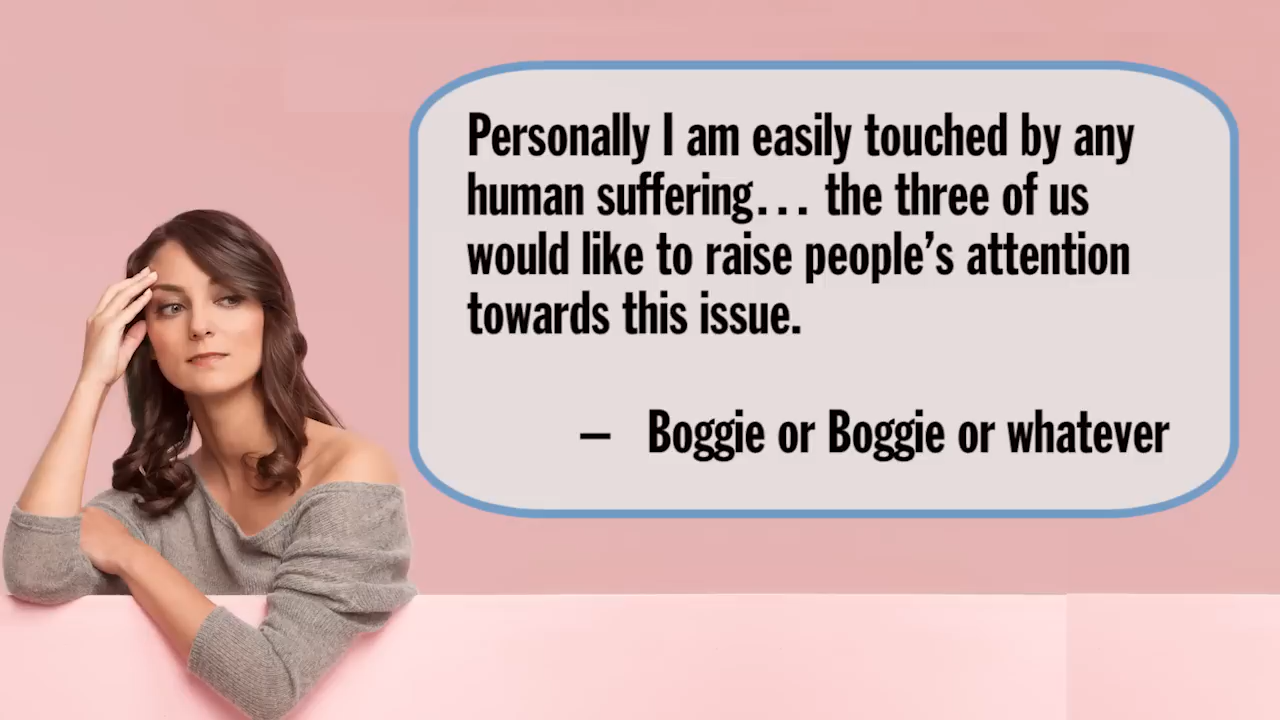 Personally I am easily touched by any
human suffering… the three of us
would like to raise people’s attention
towards this issue.
– Boggie or Boggie or whatever